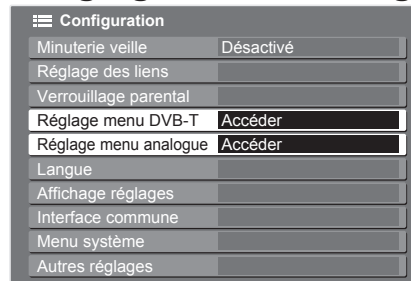 Configuration
Minuterie veille Désactivé
Réglage des liens
Verrouillage parental
Réglage menu DVB-T Accéder
Réglage menu analogue Accéder
Langue
Affichage réglages
Interface commune
Menu système
Autres réglages